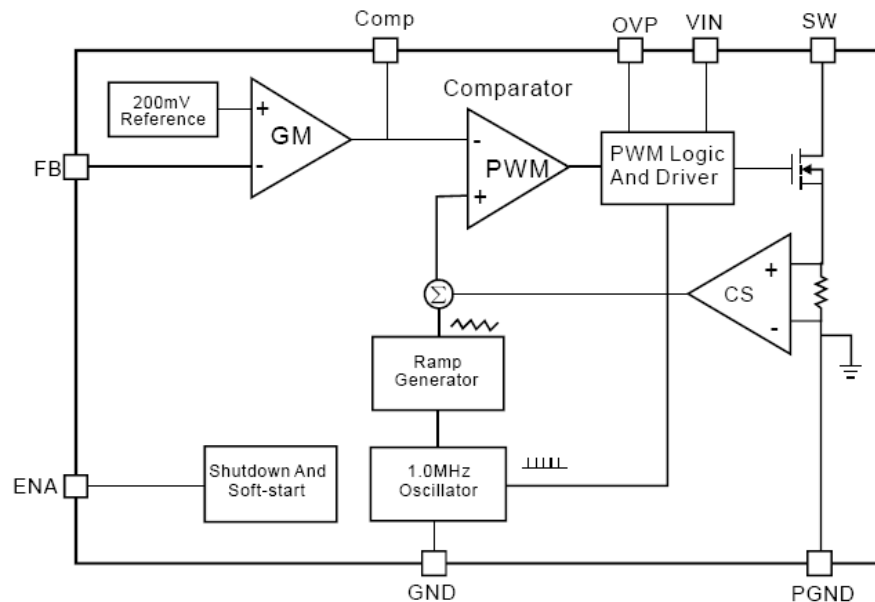 Comp
OVP
VIN
SW
200mV
Reference
+
GM
-
Comparator
-
PWM
+
PWM Logic
And Driver
FB
Σ
+
CS
-
Ramp
Generator
ENA
Shutdown And
Soft-start
1.0MHz
Oscillator
GND
PGND